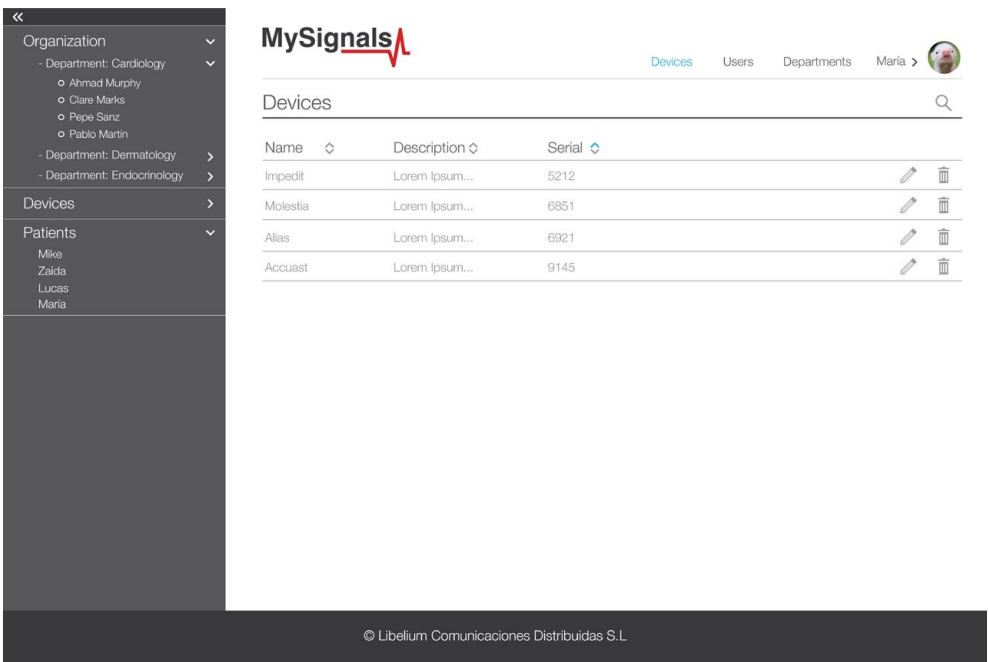 Organization
- Department: Cardiology
Ahmad Murphy
Clare Marks
Pepe Sanz
Pablo Martin
- Department: Dermatology
- Department: Endocrinology
Devices
Patients
Mike
Zaida
Lucas
María
MySignals
Devices Users Departments María
Devices
Name Description Serial
Impedit Lorem Ipsum... 5212
Molestia Lorem Ipsum... 6851
Alias Lorem Ipsum... 6921
Accuast Lorem Ipsum... 9145
© Libelium Comunicaciones Distribuidas S.L